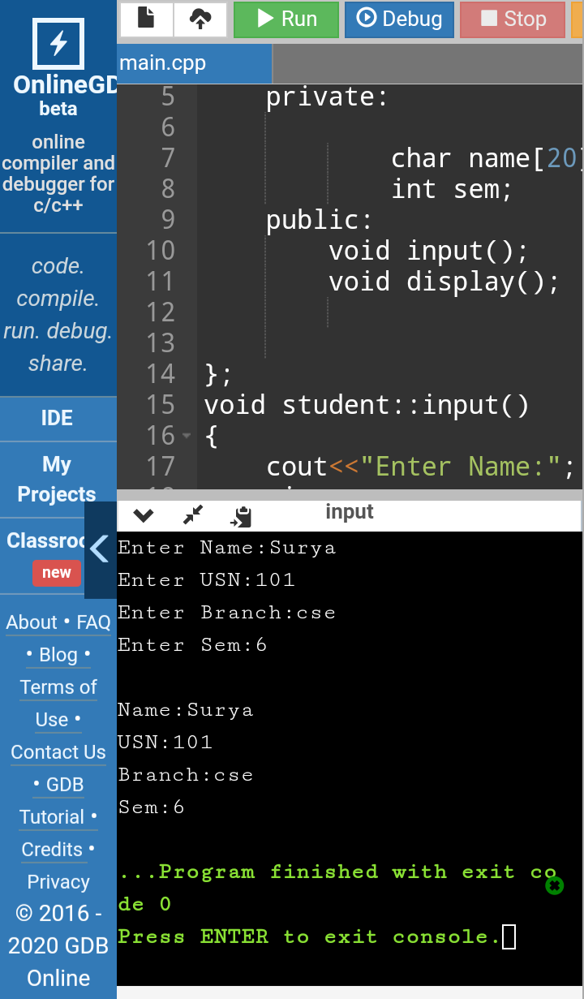 Run
Debug
Stop
OnlineGD
beta
online
compiler and
debugger for
c/c++
code.
compile.
run. debug.
share.
IDE
My
Projects
Classroo
new
About • FAQ
• Blog •
Terms of
Use •
Contact Us
• GDB
Tutorial •
Credits •
Privacy
© 2016 -
2020 GDB
Online
main.cpp
5 private:
6
7 char name[20]
8 int sem;
9 public:
10 void input();
11 void display();
12
13
14 };
15 void student::input()
16 {
17 cout<<"Enter Name:";
input
Enter Name:Surya
Enter USN:101
Enter Branch:cse
Enter Sem:6
Name:Surya
USN:101
Branch:cse
Sem:6
...Program finished with exit co
de 0
Press ENTER to exit console.